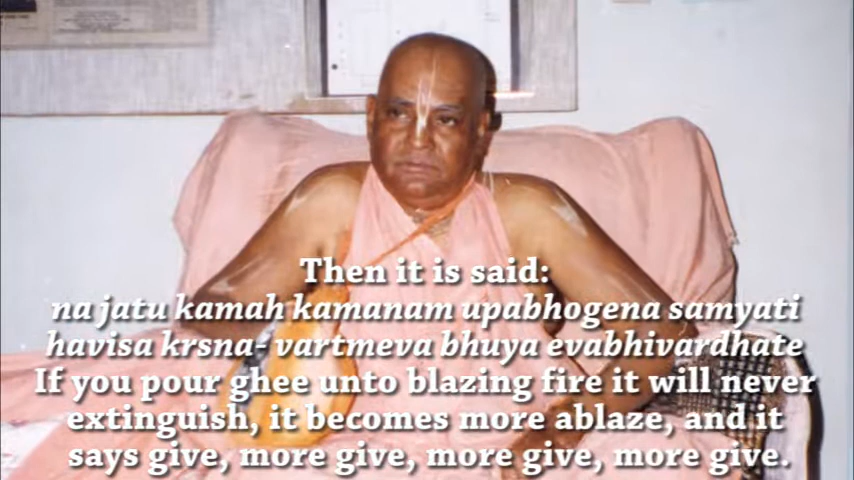 Then it is said:
na jatu kamah kamanam upabhogena samyati
havisa krsna- vartmeva bhuya evabhivardhate
If you pour ghee unto blazing fire it will never
extinguish, it becomes more ablaze, and it
says give, more give, more give, more give.